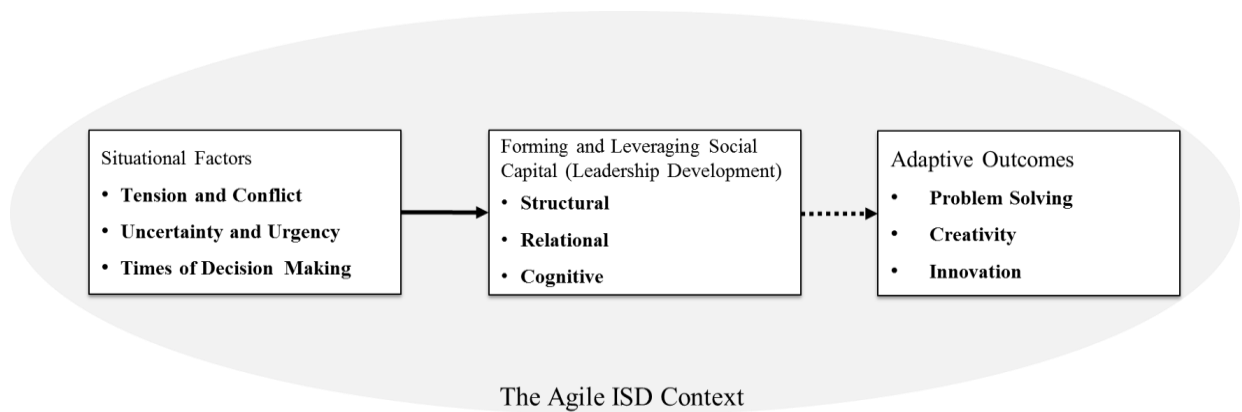 Situational Factors
• Tension and Conflict
• Uncertainty and Urgency
• Times of Decision Making
Forming and Leveraging Social
Capital (Leadership Development)
• Structural
• Relational
• Cognitive
Adaptive Outcomes
• Problem Solving
• Creativity
• Innovation
The Agile ISD Context